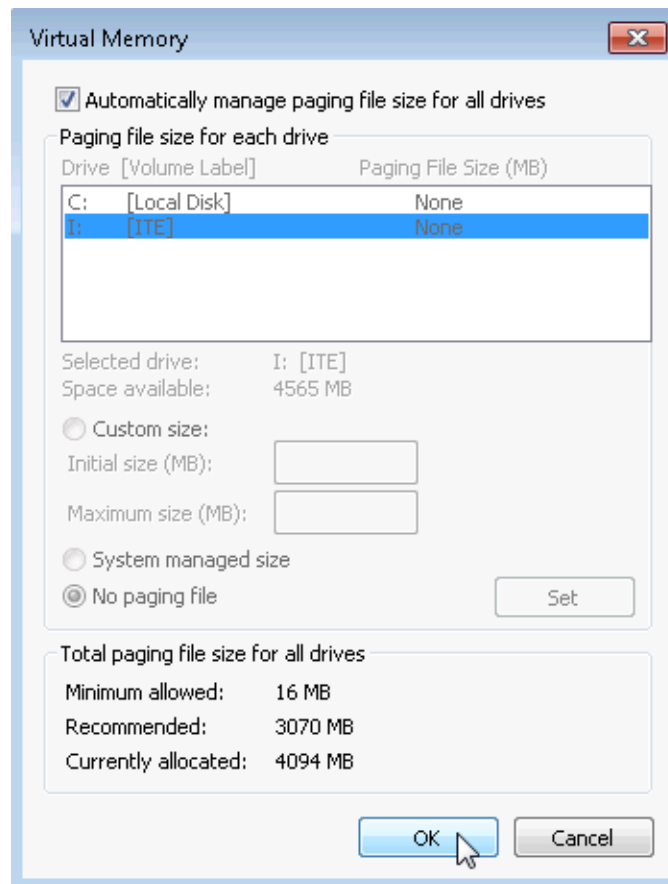 Virtual Memory
Automatically manage paging file size for all drives
Paging file size for each drive
Drive [Volume Label] Paging File Size (MB)
C: [Local Disk] None
I: [ITE] None
Selected drive: I: [ITE]
Space available: 4565 MB
Custom size:
Initial size (MB):
Maximum size (MB):
System managed size
No paging file Set
Total paging file size for all drives
Minimum allowed: 16 MB
Recommended: 3070 MB
Currently allocated: 4094 MB
OK Cancel